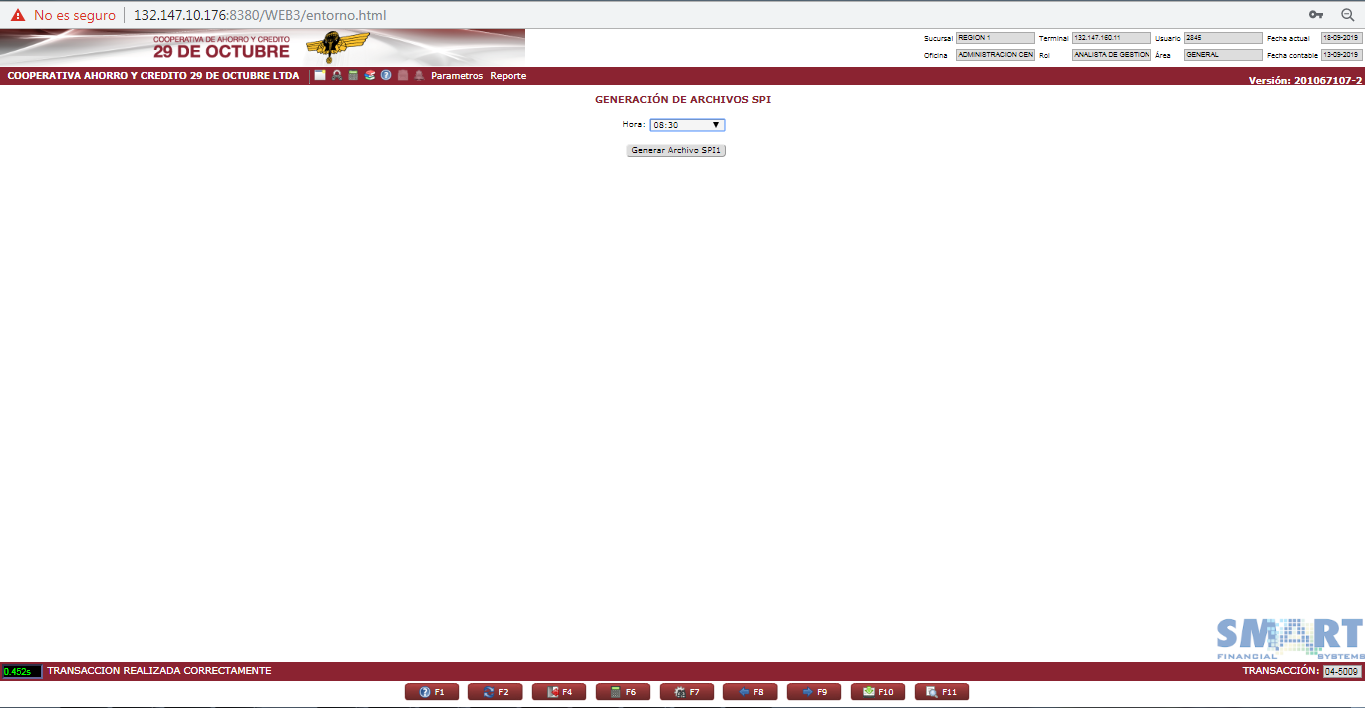 No es seguro 132.147.10.176:8380/WEB3/entorno.html
COOPERATIVA DE AHORRO Y CREDITO
29 DE OCTUBRE
Sucursal REGION 1 Terminal 132.147.160.11 Usuario 2845 Fecha actual 18-09-2019
Oficina ADMINISTRACION CEN Rol ANALISTA DE GESTION Área GENERAL Fecha contable 13-09-2019
COOPERATIVA AHORRO Y CREDITO 29 DE OCTUBRE LTDA Parametros Reporte Versión: 201067107-2
GENERACIÓN DE ARCHIVOS SPI
Hora: 08:30
Generar Archivo SPI1
SMART
FINANCIAL SYSTEMS
0.452s TRANSACCION REALIZADA CORRECTAMENTE TRANSACCIÓN: 04-5009
F1 F2 F4 F6 F7 F8 F9 F10 F11